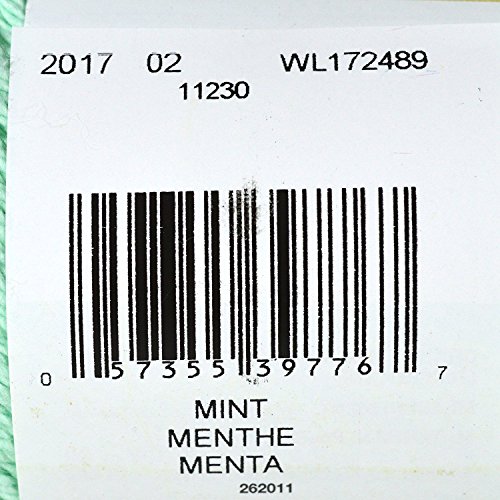 2017 02 WL172489
11230
0 57355 39776 7
MINT
MENTHE
MENTA
262011